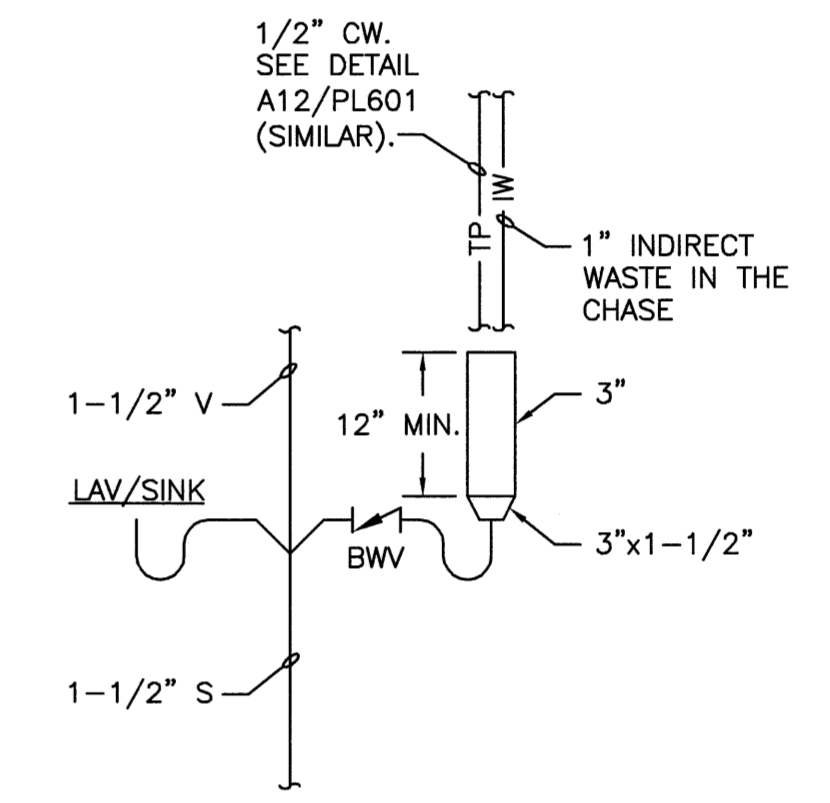 1/2” CW.
SEE DETAIL
A12/PL601
(SIMILAR).
IW
TP
1” INDIRECT
WASTE IN THE
CHASE
1-1/2” V
12” MIN.
3”
LAV/SINK
BWV
3”x1-1/2”
1-1/2” S